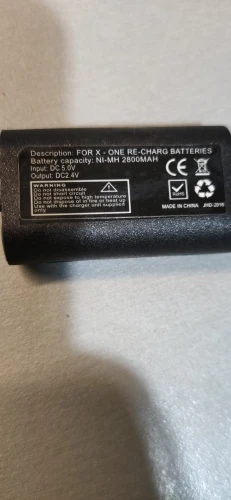 Description: FOR X - ONE RE-CHARG BATTERIES
Battery capacity: NI-MH 2800MAH
Input: DC 5.0V
Output: DC2.4V
WARNING
Do not disassemble
Do not short circuit
Do not expose to high temperature
Do not dispose of in fire or heat up
Use with the charger unit supplied
only
CE
RoHS
MADE IN CHINA JHD-2016